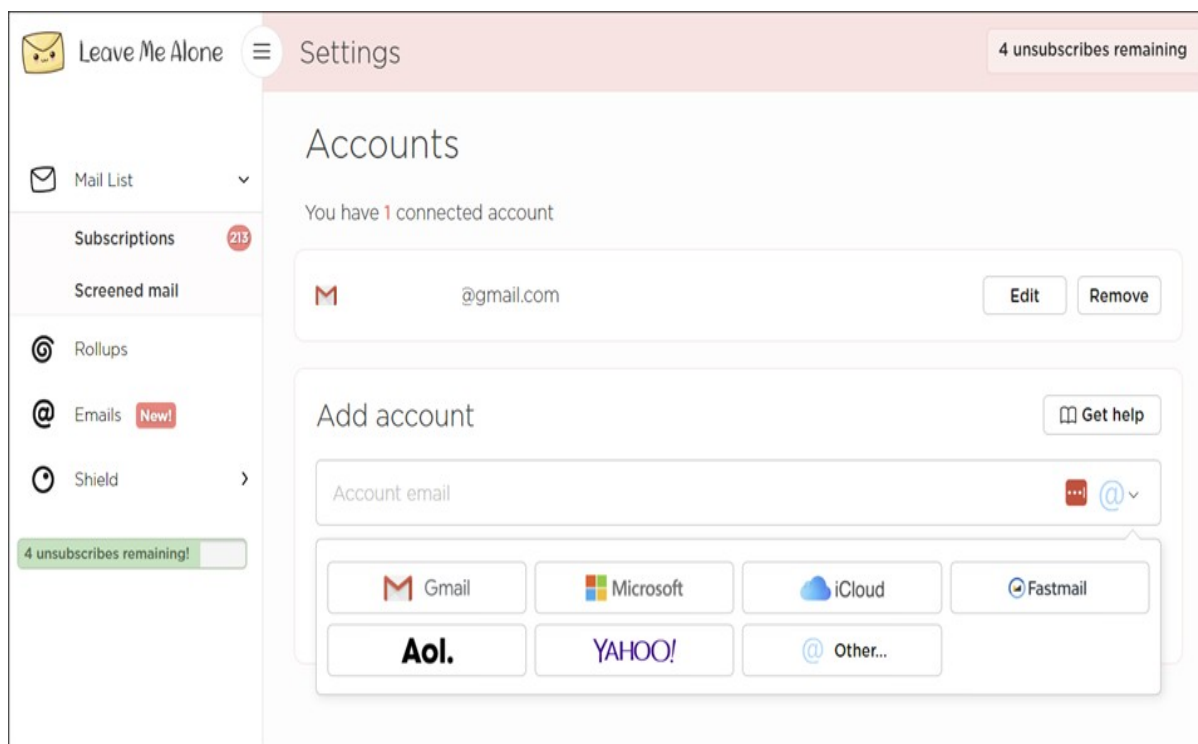 Leave Me Alone
Settings
4 unsubscribes remaining
Mail List
Subscriptions 213
Screened mail
Rollups
Emails New!
Shield
4 unsubscribes remaining!
Accounts
You have 1 connected account
@gmail.com
Edit Remove
Add account
Get help
Account email
Gmail Microsoft iCloud Fastmail
Aol. YAHOO! Other...